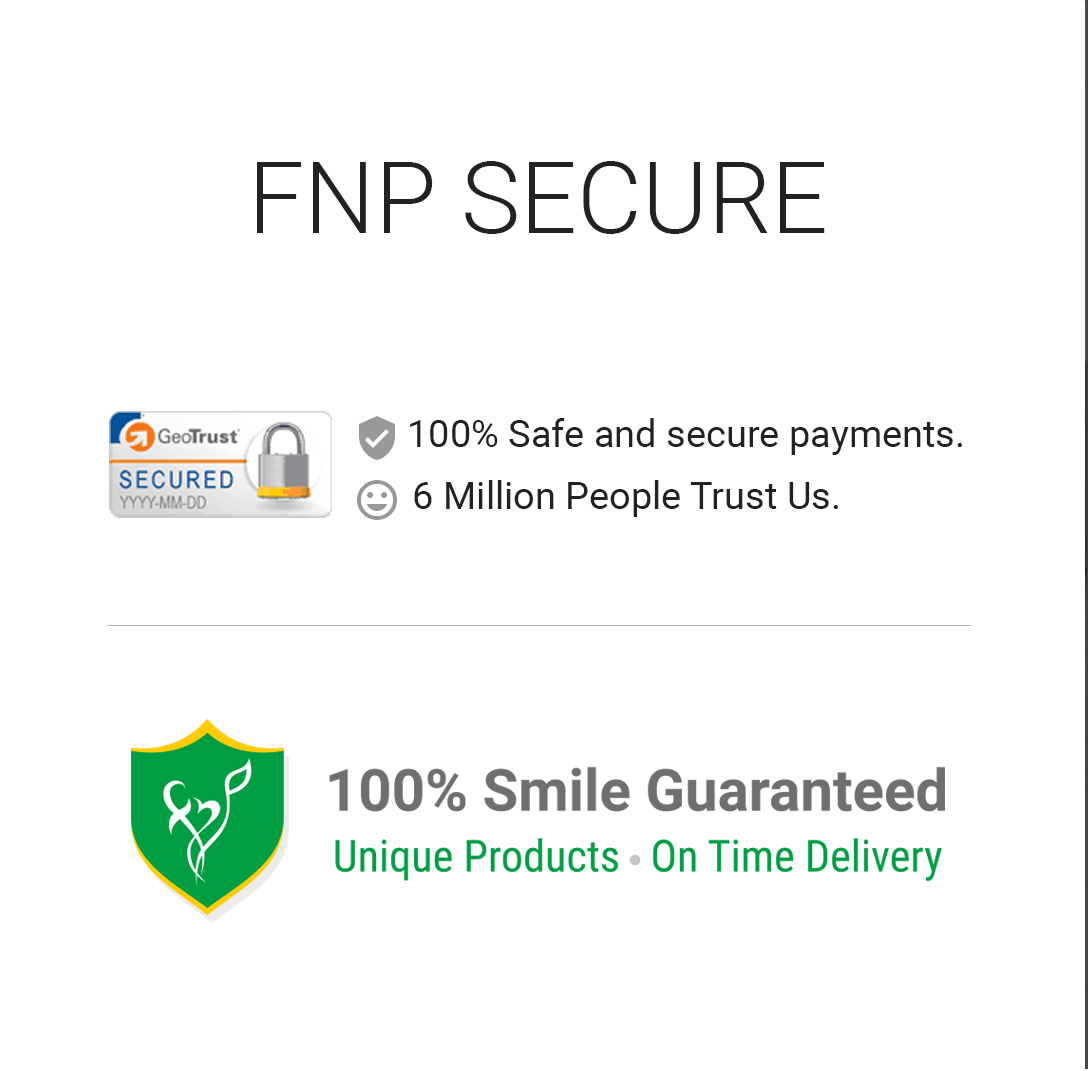 FNP SECURE
GeoTrust
SECURED
YYYY-MM-DD
100% Safe and secure payments.
6 Million People Trust Us.
100% Smile Guaranteed
Unique Products • On Time Delivery